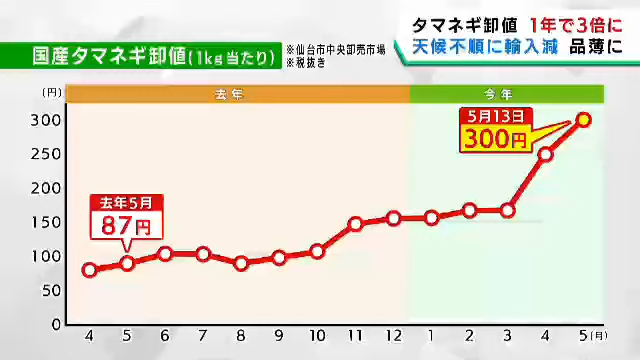 タマネギ卸値 1年で3倍に
天候不順に輸入減 品薄に
国産タマネギ卸値(1kg当たり)
※仙台市中央卸売市場
※税抜き
(円)
去年
今年
300
250
200
150
100
50
0
5月13日
300円
去年5月
87円
4 5 6 7 8 9 10 11 12 1 2 3 4 5(月)